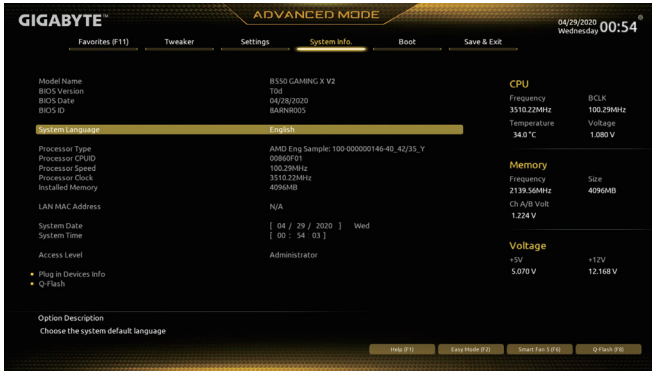 GIGABYTE™
ADVANCED MODE
04/29/2020
Wednesday
00:54
Favorites (F11) Tweaker Settings System Info. Boot Save & Exit
Model Name B550 GAMING X V2
BIOS Version T0d
BIOS Date 04/28/2020
BIOS ID 8ARNR005
System Language English
Processor Type AMD Eng Sample: 100-000000146-40_42/35_Y
Processor CPUID 00860F01
Processor Speed 100.29MHz
Processor Clock 3510.22MHz
Installed Memory 4096MB
LAN MAC Address N/A
System Date [ 04 / 29 / 2020 ] Wed
System Time [ 00 : 54 : 03 ]
Access Level Administrator
Plug in Devices Info
Q-Flash
CPU
Frequency BCLK
3510.22MHz 100.29MHz
Temperature Voltage
34.0 °C 1.080 V
Memory
Frequency Size
2139.56MHz 4096MB
Ch A/B Volt
1.224 V
Voltage
+5V +12V
5.070 V 12.168 V
Option Description
Choose the system default language
Help (F1) Easy Mode (F2) Smart Fan 5 (F6) Q-Flash (F8)